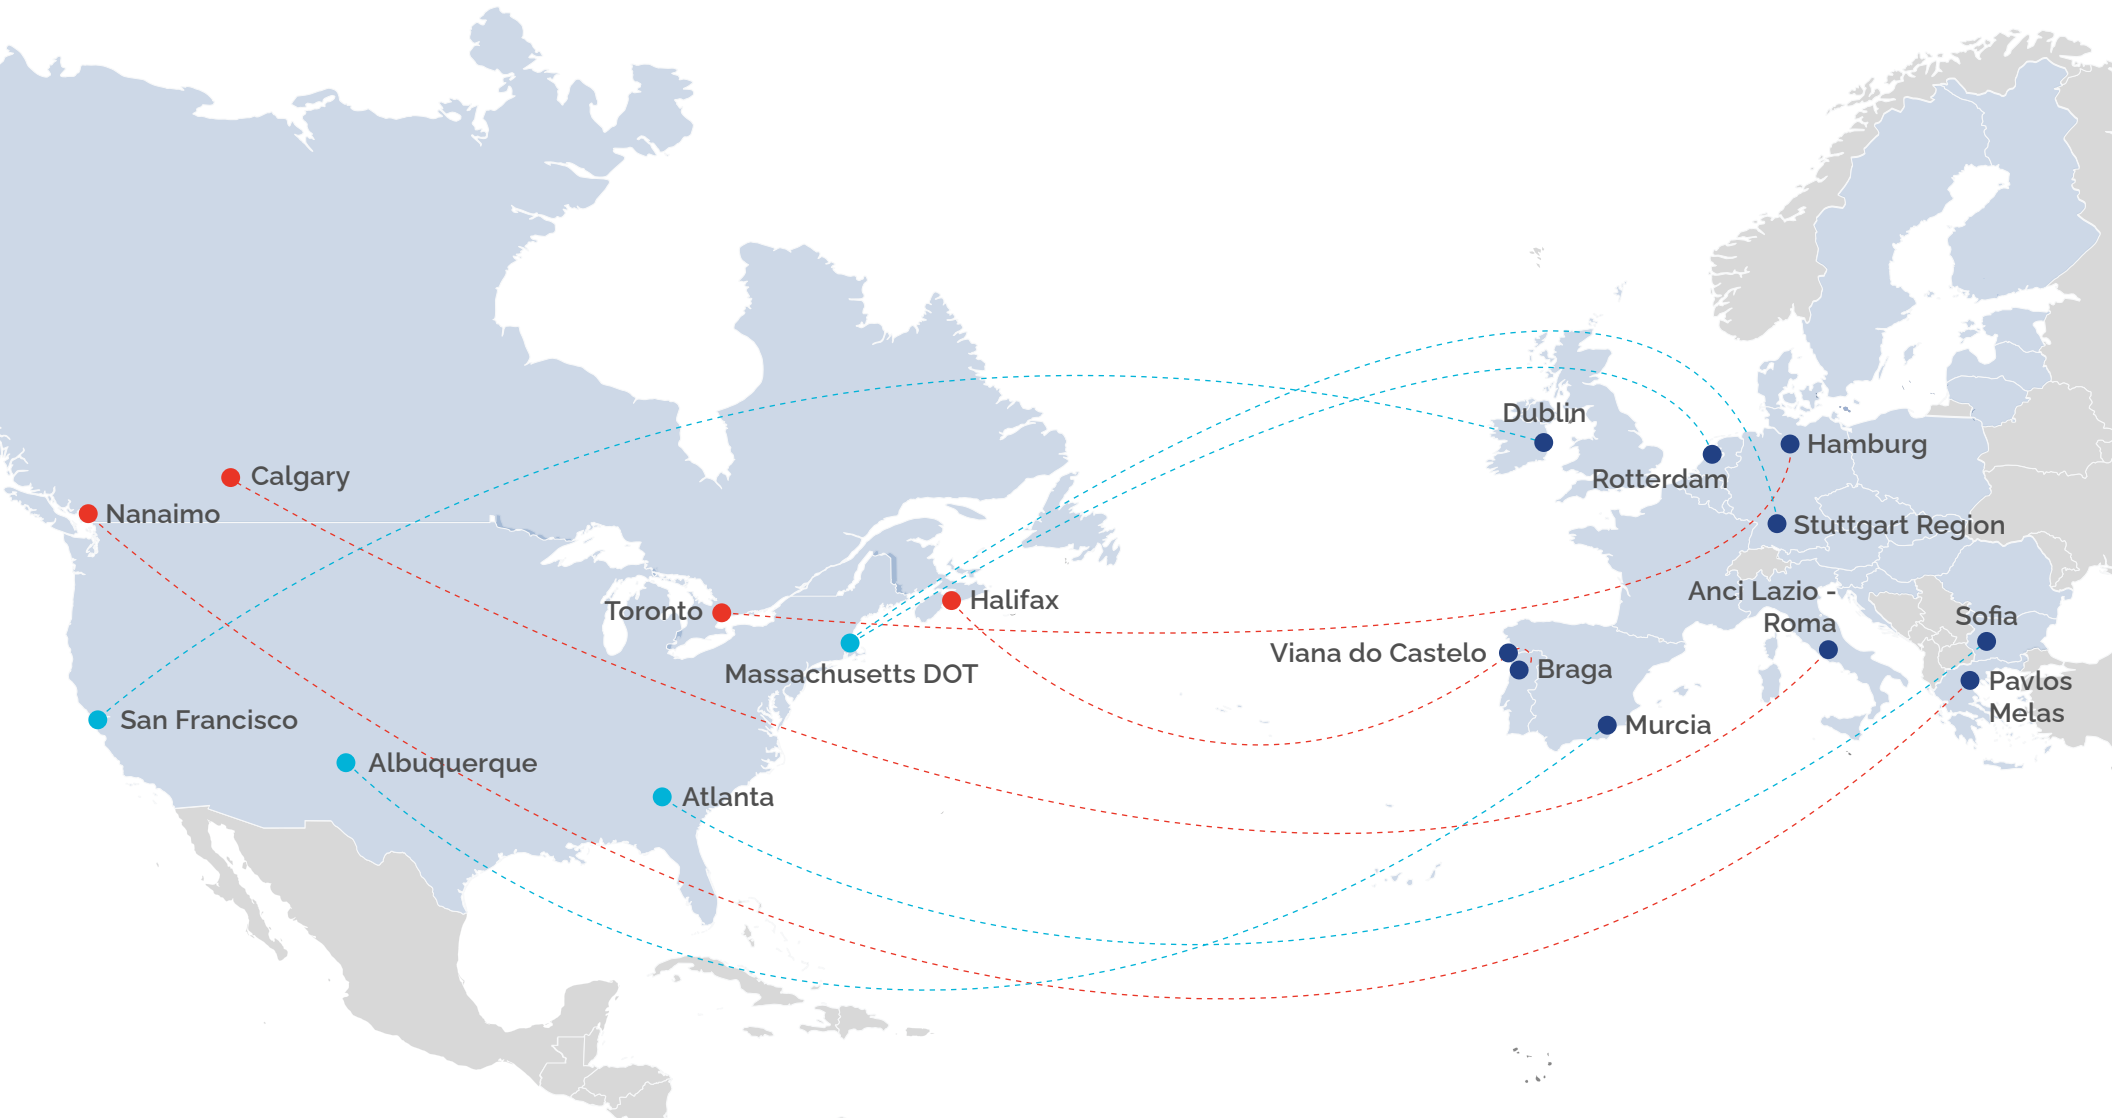 Dublin
Hamburg
Calgary
Rotterdam
Nanaimo
Stuttgart Region
Anci Lazio -
Roma
Halifax
Toronto
Sofia
Viana do Castelo
Braga
Massachusetts DOT
Pavlos
Melas
San Francisco
Murcia
Albuquerque
Atlanta